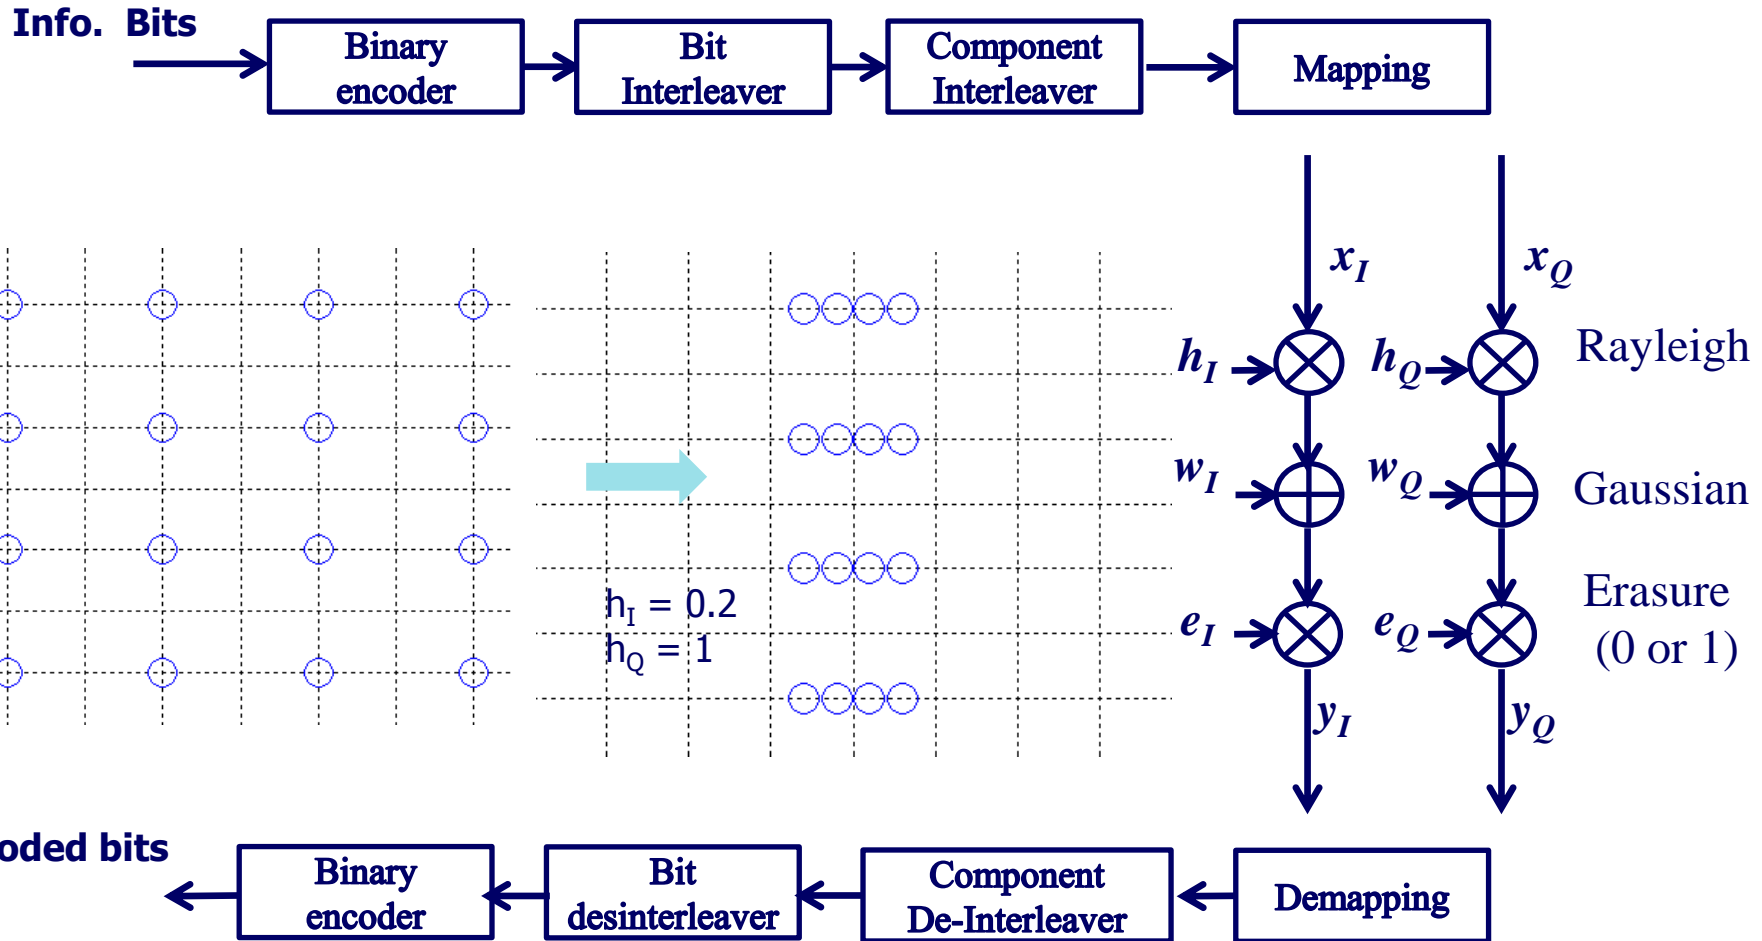 Info. Bits
Binary
encoder
Bit
Interleaver
Component
Interleaver
Mapping
x_I
x_Q
h_I
h_Q
Rayleigh
w_I
w_Q
Gaussian
h_I = 0.2
h_Q = 1
e_I
e_Q
Erasure
(0 or 1)
y_I
y_Q
oded bits
Binary
encoder
Bit
desinterleaver
Component
De-Interleaver
Demapping